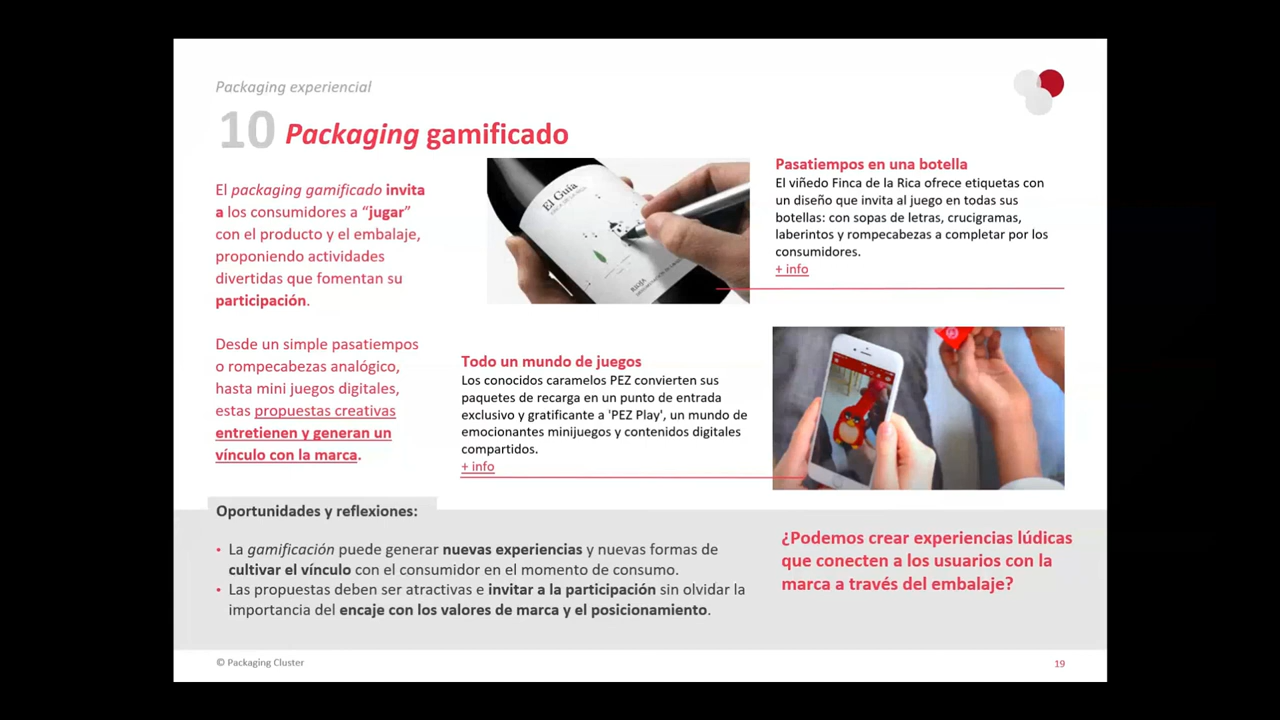 Packaging experiencial
10 Packaging gamificado
El packaging gamificado invita
a los consumidores a “jugar”
con el producto y el embalaje,
proponiendo actividades
divertidas que fomentan su
participación.
Desde un simple pasatiempos
o rompecabezas analógico,
hasta mini juegos digitales,
estas propuestas creativas
entretienen y generan un
vínculo con la marca.
El Guía
FINCA DE LA RICA
RIOJA
Pasatiempos en una botella
El viñedo Finca de la Rica ofrece etiquetas con
un diseño que invita al juego en todas sus
botellas: con sopas de letras, crucigramas,
laberintos y rompecabezas a completar por los
consumidores.
+ info
Todo un mundo de juegos
Los conocidos caramelos PEZ convierten sus
paquetes de recarga en un punto de entrada
exclusivo y gratificante a 'PEZ Play', un mundo de
emocionantes minijuegos y contenidos digitales
compartidos.
+ info
Oportunidades y reflexiones:
• La gamificación puede generar nuevas experiencias y nuevas formas de
cultivar el vínculo con el consumidor en el momento de consumo.
• Las propuestas deben ser atractivas e invitar a la participación sin olvidar la
importancia del encaje con los valores de marca y el posicionamiento.
¿Podemos crear experiencias lúdicas
que conecten a los usuarios con la
marca a través del embalaje?
© Packaging Cluster
19